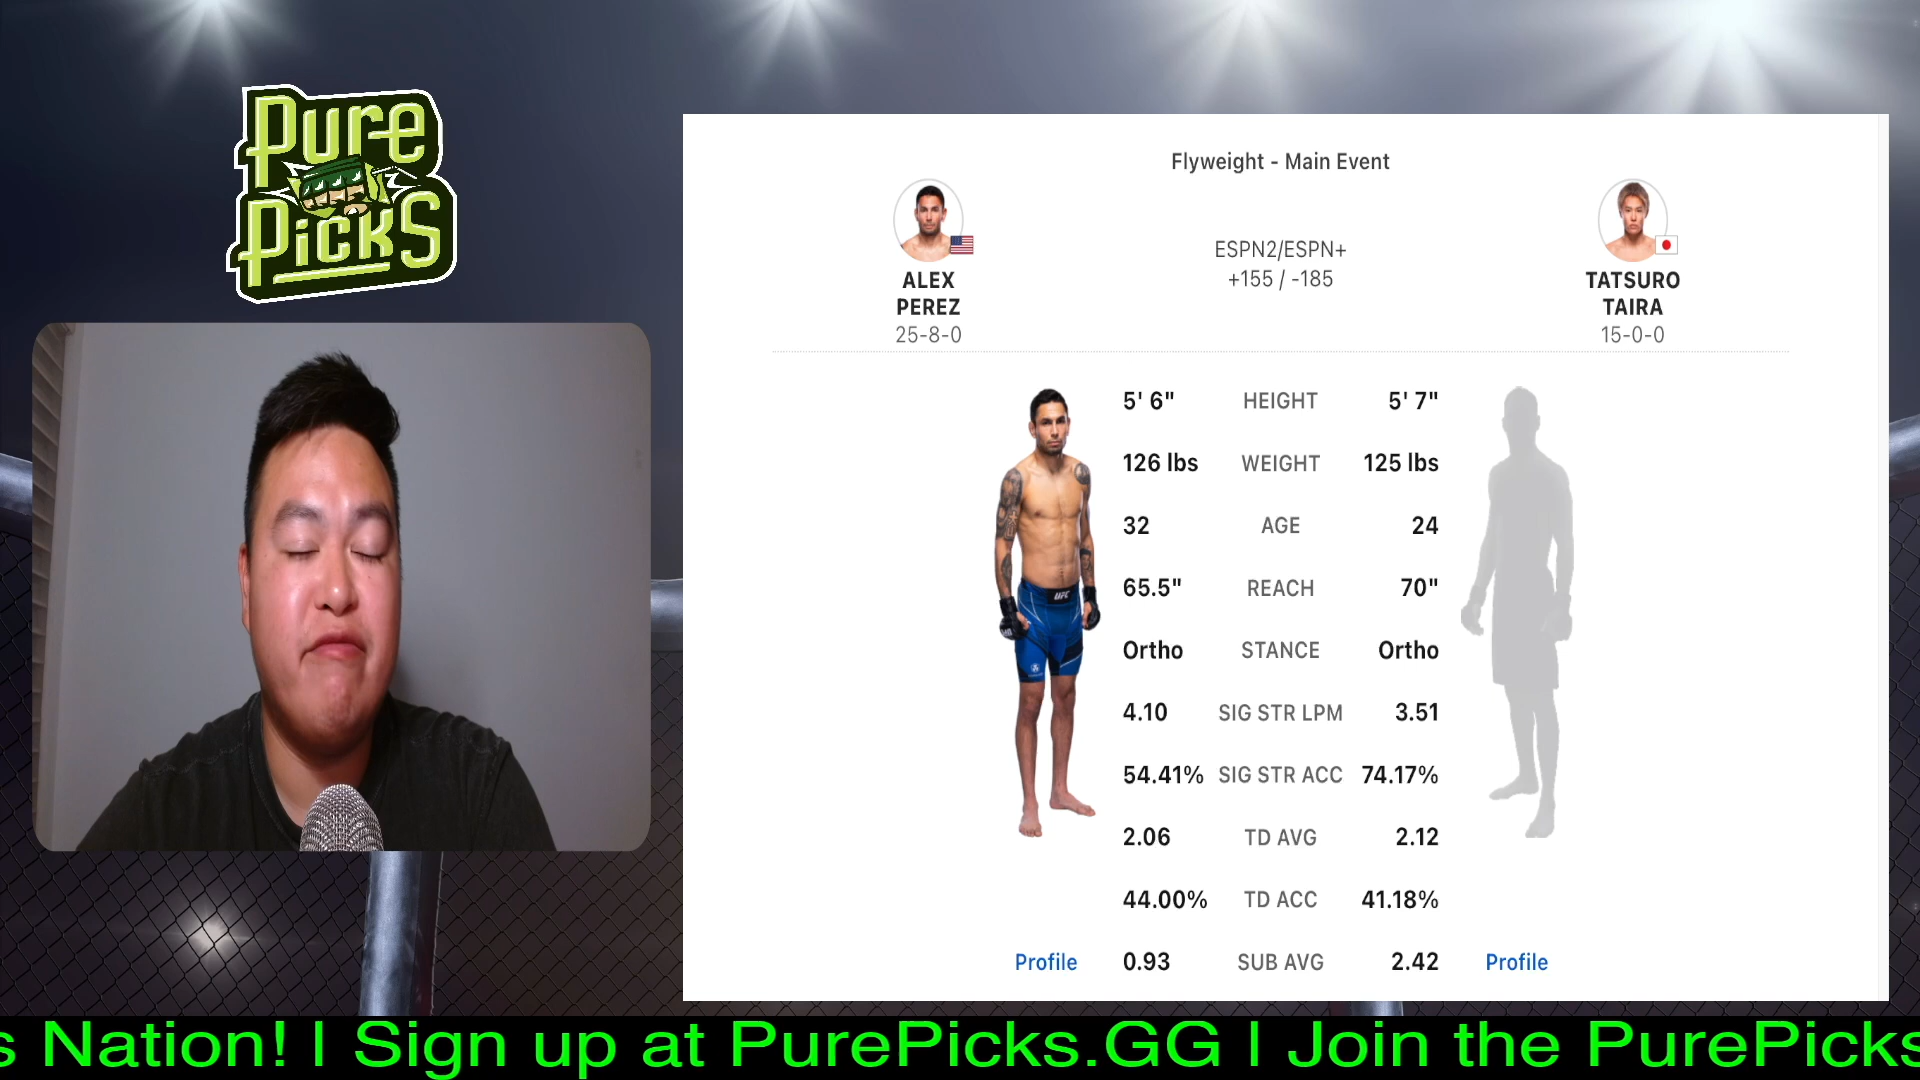 Pure
Picks
Flyweight - Main Event
ESPN2/ESPN+
+155 / -185
ALEX
PEREZ
25-8-0
TATSURO
TAIRA
15-0-0
5' 6" HEIGHT 5' 7"
126 lbs WEIGHT 125 lbs
32 AGE 24
65.5" REACH 70"
Ortho STANCE Ortho
4.10 SIG STR LPM 3.51
54.41% SIG STR ACC 74.17%
2.06 TD AVG 2.12
44.00% TD ACC 41.18%
Profile 0.93 SUB AVG 2.42 Profile
UFC
s Nation! | Sign up at PurePicks.GG | Join the PurePicks